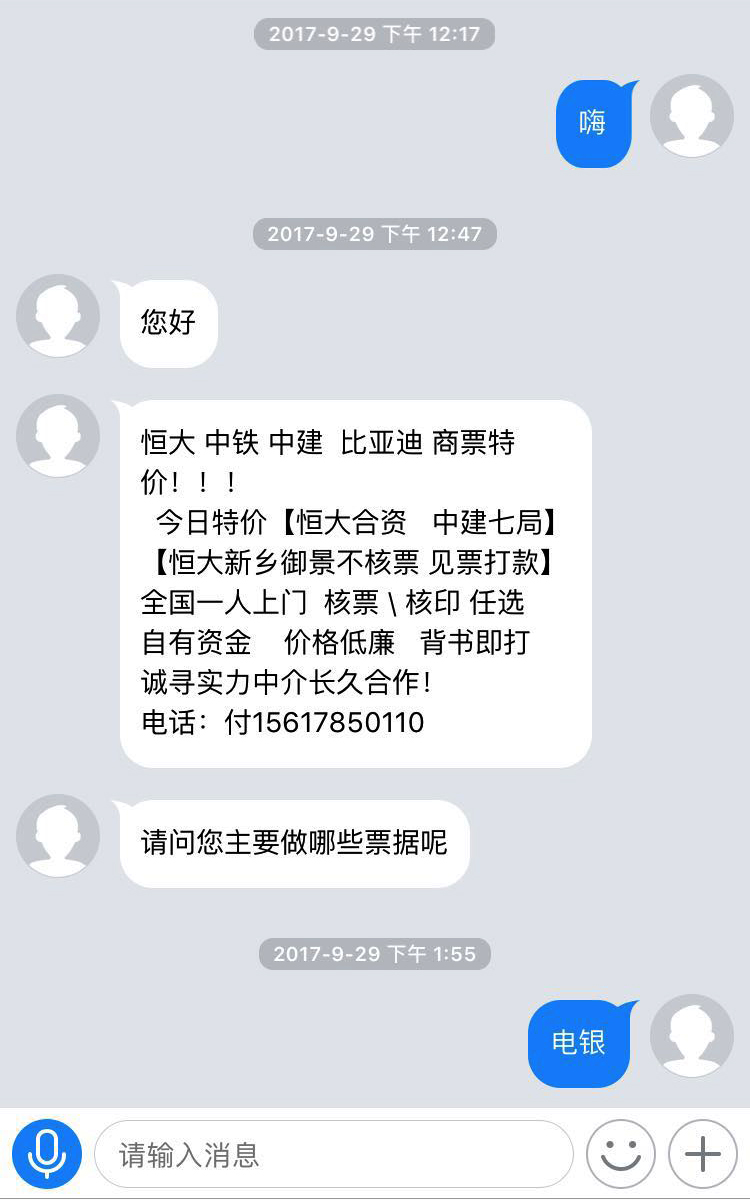 2017-9-29 下午 12:17
嗨
2017-9-29 下午 12:47
您好
恒大 中铁 中建  比亚迪 商票特
价！！！
  今日特价【恒大合资   中建七局】
【恒大新乡御景不核票 见票打款】
全国一人上门  核票 \ 核印 任选
自有资金    价格低廉   背书即打
诚寻实力中介长久合作！
电话：付15617850110
请问您主要做哪些票据呢
2017-9-29 下午 1:55
电银
请输入消息